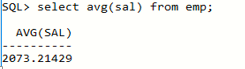 SQL> select avg(sal) from emp;
AVG(SAL)
----------
2073.21429